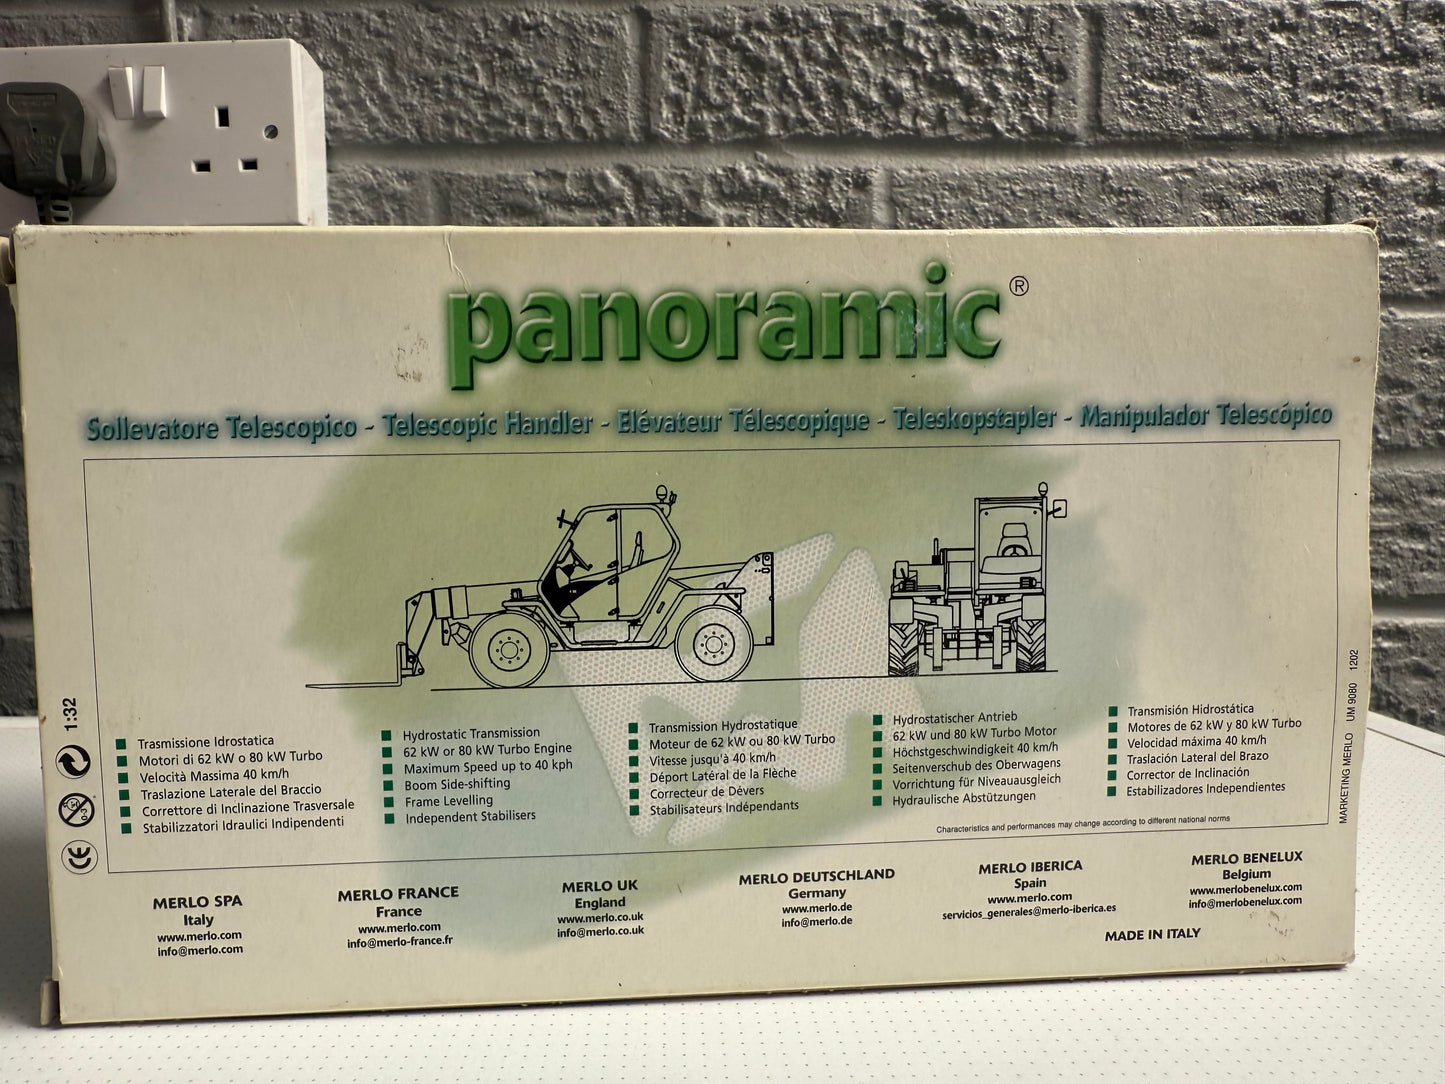 panoramic®
Sollevatore Telescopico - Telescopic Handler - Elévateur Télescopique - Teleskopstapler - Manipulador Telescópico
1:32
0-3
CE
Trasmissione Idrostatica
Motori di 62 kW o 80 kW Turbo
Velocità Massima 40 km/h
Traslazione Laterale del Braccio
Correttore di Inclinazione Trasversale
Stabilizzatori Idraulici Indipendenti
Hydrostatic Transmission
62 kW or 80 kW Turbo Engine
Maximum Speed up to 40 kph
Boom Side-shifting
Frame Levelling
Independent Stabilisers
Transmission Hydrostatique
Moteur de 62 kW ou 80 kW Turbo
Vitesse jusqu'à 40 km/h
Déport Latéral de la Flèche
Correcteur de Dévers
Stabilisateurs Indépendants
Hydrostatischer Antrieb
62 kW und 80 kW Turbo Motor
Höchstgeschwindigkeit 40 km/h
Seitenverschub des Oberwagens
Vorrichtung für Niveauausgleich
Hydraulische Abstützungen
Transmisión Hidrostática
Motores de 62 kW y 80 kW Turbo
Velocidad máxima 40 km/h
Traslación Lateral del Brazo
Corrector de Inclinación
Estabilizadores Independientes
Characteristics and performances may change according to different national norms
MARKETING MERLO UM 9080 1202
MERLO SPA
Italy
www.merlo.com
info@merlo.com
MERLO FRANCE
France
www.merlo.com
info@merlo-france.fr
MERLO UK
England
www.merlo.co.uk
info@merlo.co.uk
MERLO DEUTSCHLAND
Germany
www.merlo.de
info@merlo.de
MERLO IBERICA
Spain
www.merlo.com
servicios_generales@merlo-iberica.es
MERLO BENELUX
Belgium
www.merlobenelux.com
info@merlobenelux.com
MADE IN ITALY